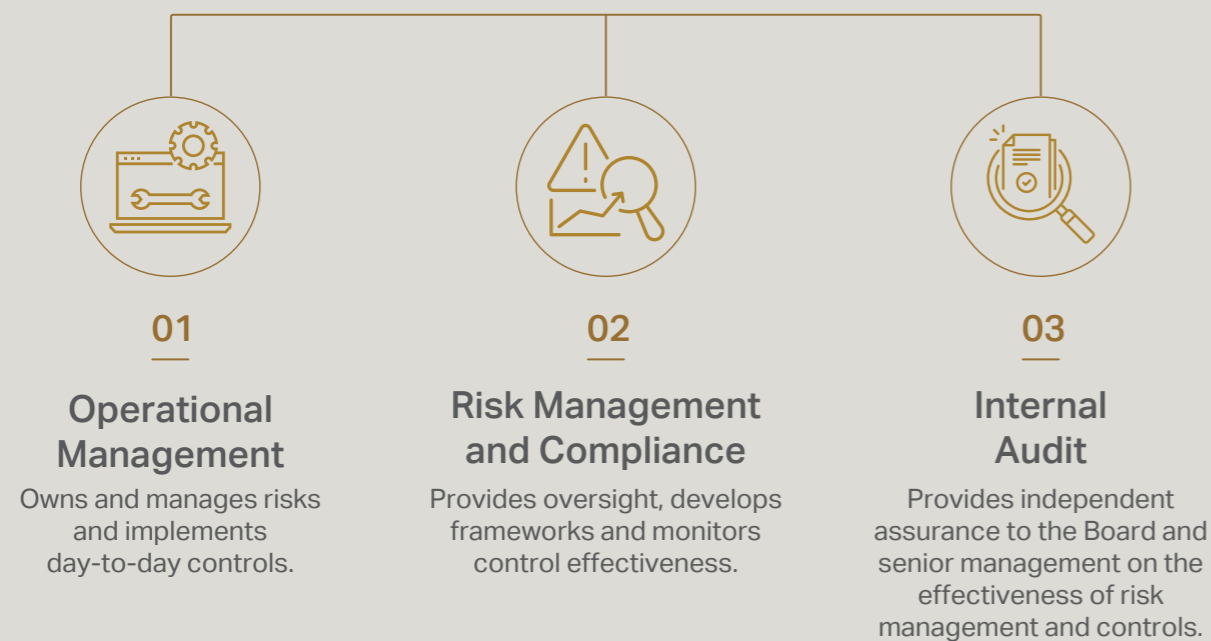 01
Operational
Management
Owns and manages risks
and implements
day-to-day controls.
02
Risk Management
and Compliance
Provides oversight, develops
frameworks and monitors
control effectiveness.
03
Internal
Audit
Provides independent
assurance to the Board and
senior management on the
effectiveness of risk
management and controls.